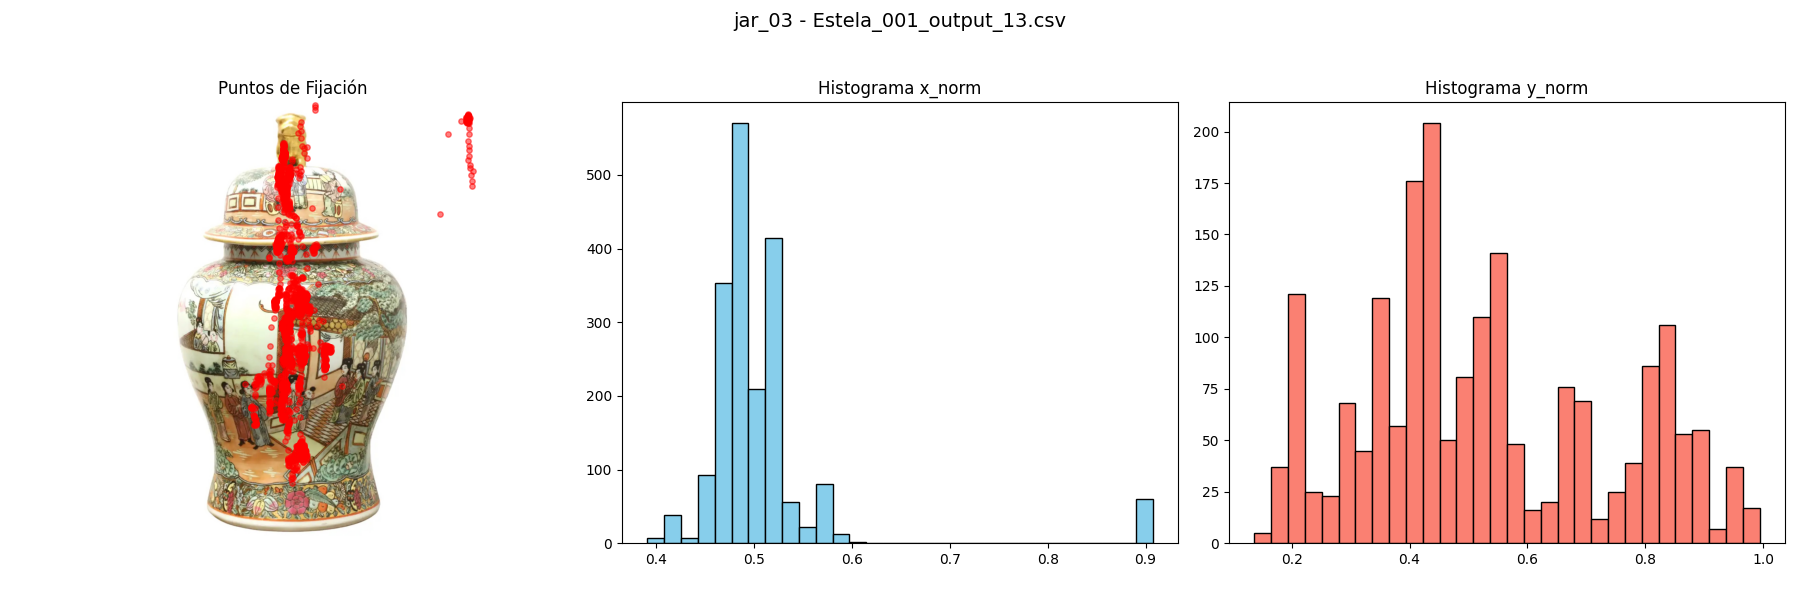 jar_03 - Estela_001_output_13.csv
Puntos de Fijación
Histograma x_norm
500
400
300
200
100
0
0.4 0.5 0.6 0.7 0.8 0.9
Histograma y_norm
200
175
150
125
100
75
50
25
0
0.2 0.4 0.6 0.8 1.0